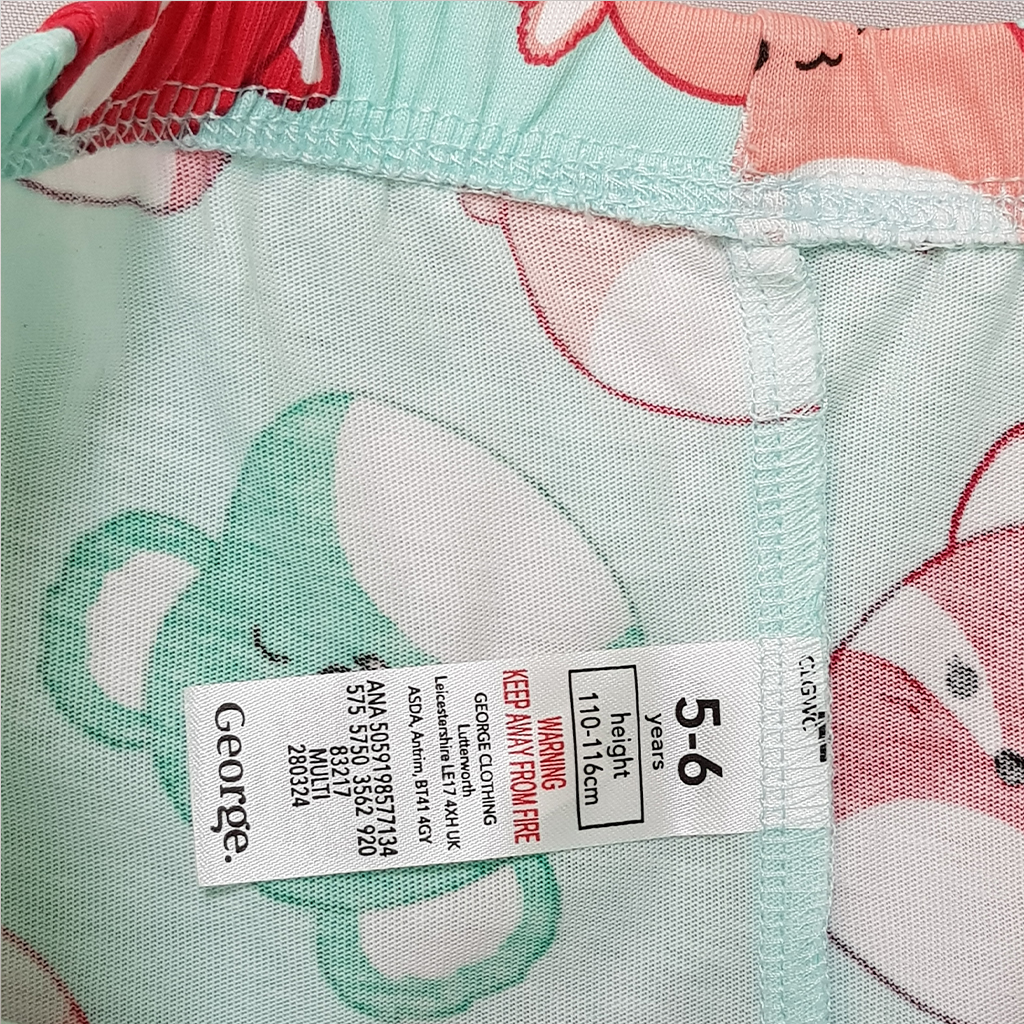 5-6
years
height
110-116cm
WARNING
KEEP AWAY FROM FIRE
GEORGE CLOTHING
Lutterworth
Leicestershire LE17 4XH UK
ASDA, Antrim, BT41 4GY
ANA 5059198577134
575 5750 3562 920
83217
MULTI
280324
George.